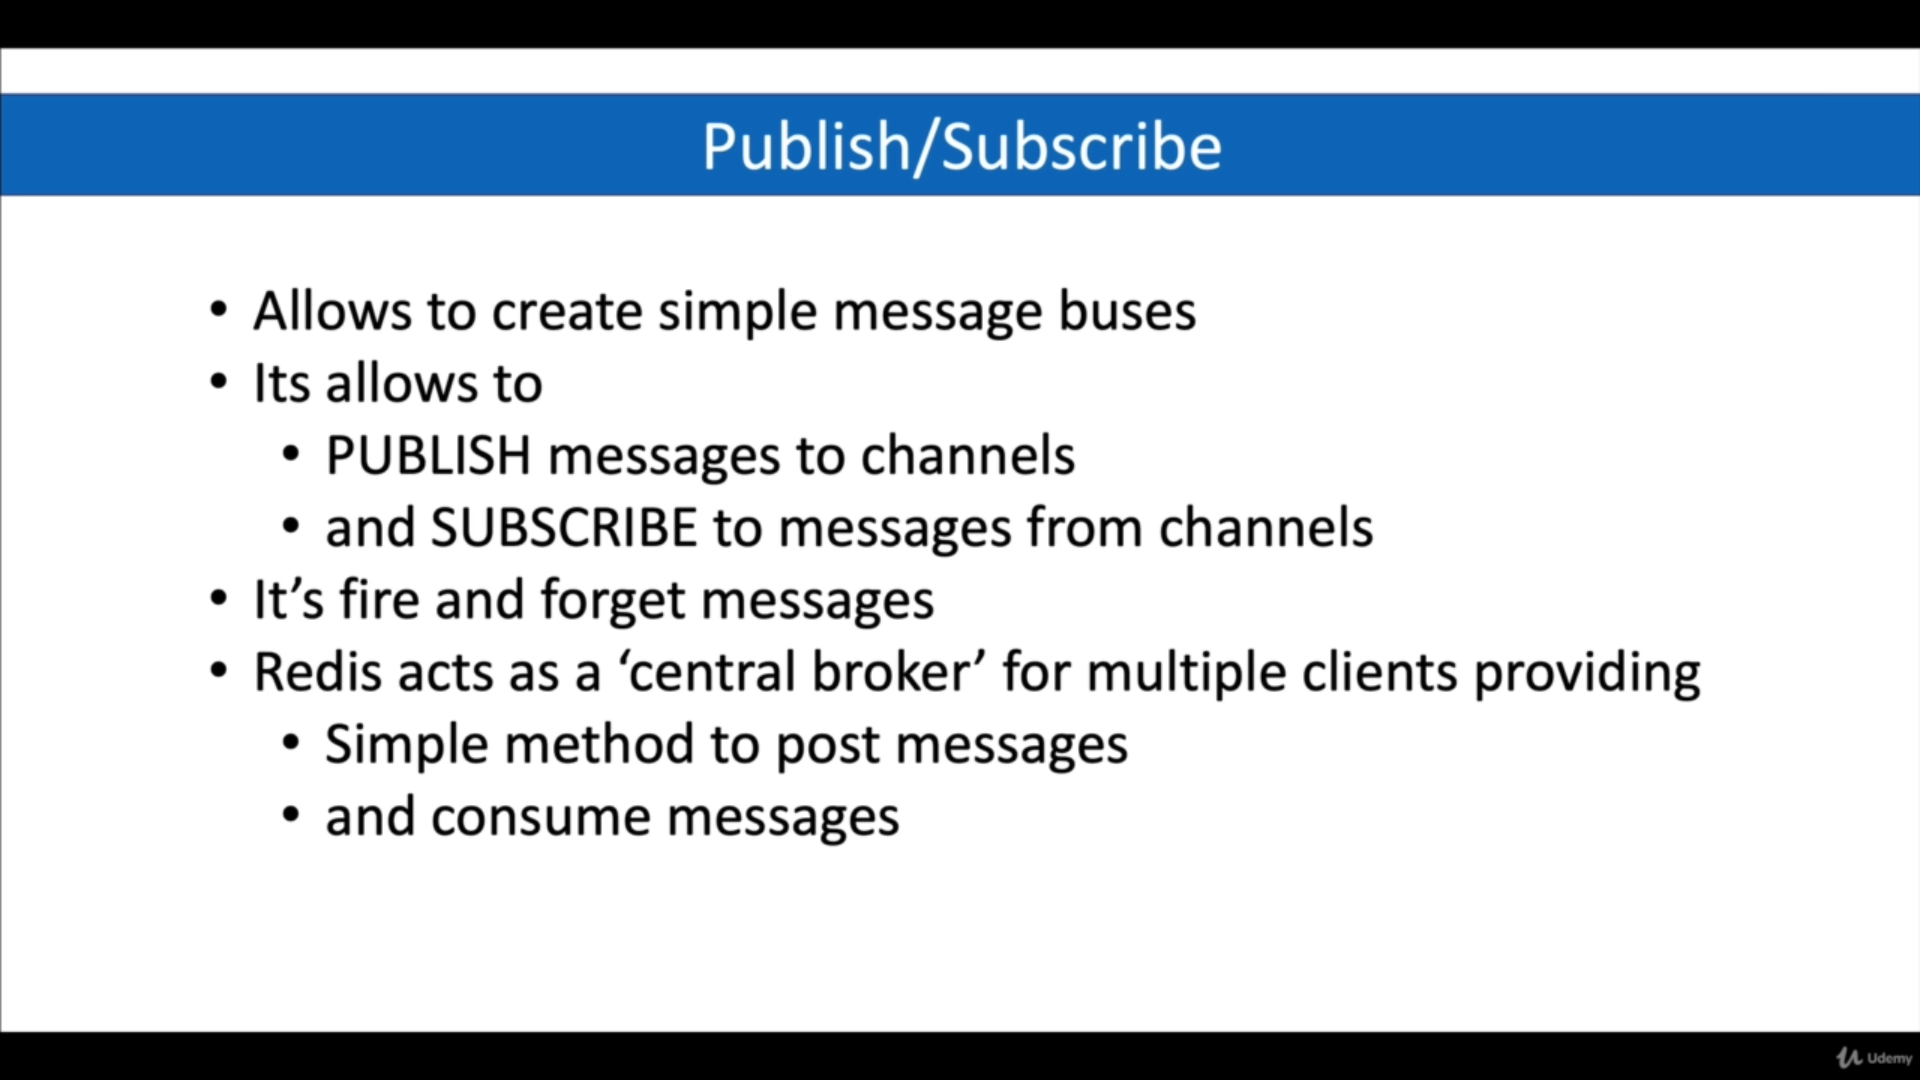 Publish/Subscribe
• Allows to create simple message buses
• Its allows to
• PUBLISH messages to channels
• and SUBSCRIBE to messages from channels
• It’s fire and forget messages
• Redis acts as a ‘central broker’ for multiple clients providing
• Simple method to post messages
• and consume messages
Udemy